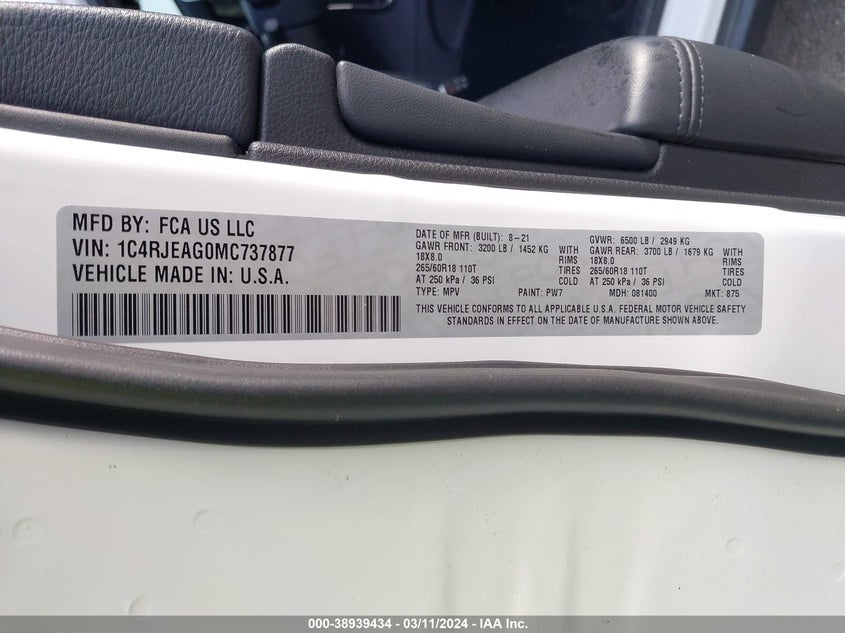 MFD BY: FCA US LLC
VIN: 1C4RJEAG0MC737877
VEHICLE MADE IN: U.S.A.
DATE OF MFR (BUILT): 8-21 GVWR: 6500 LB / 2949 KG
GAWR FRONT: 3200 LB / 1452 KG WITH GAWR REAR: 3700 LB / 1679 KG WITH
18X8.0 RIMS 18X8.0 RIMS
265/60R18 110T TIRES 265/60R18 110T TIRES
AT 250 kPa / 36 PSI COLD AT 250 kPa / 36 PSI COLD
TYPE: MPV PAINT: PW7 MDH: 081400 MKT: 875
THIS VEHICLE CONFORMS TO ALL APPLICABLE U.S.A. FEDERAL MOTOR VEHICLE SAFETY
STANDARDS IN EFFECT ON THE DATE OF MANUFACTURE SHOWN ABOVE.
000-38939434 - 03/11/2024 - IAA Inc.